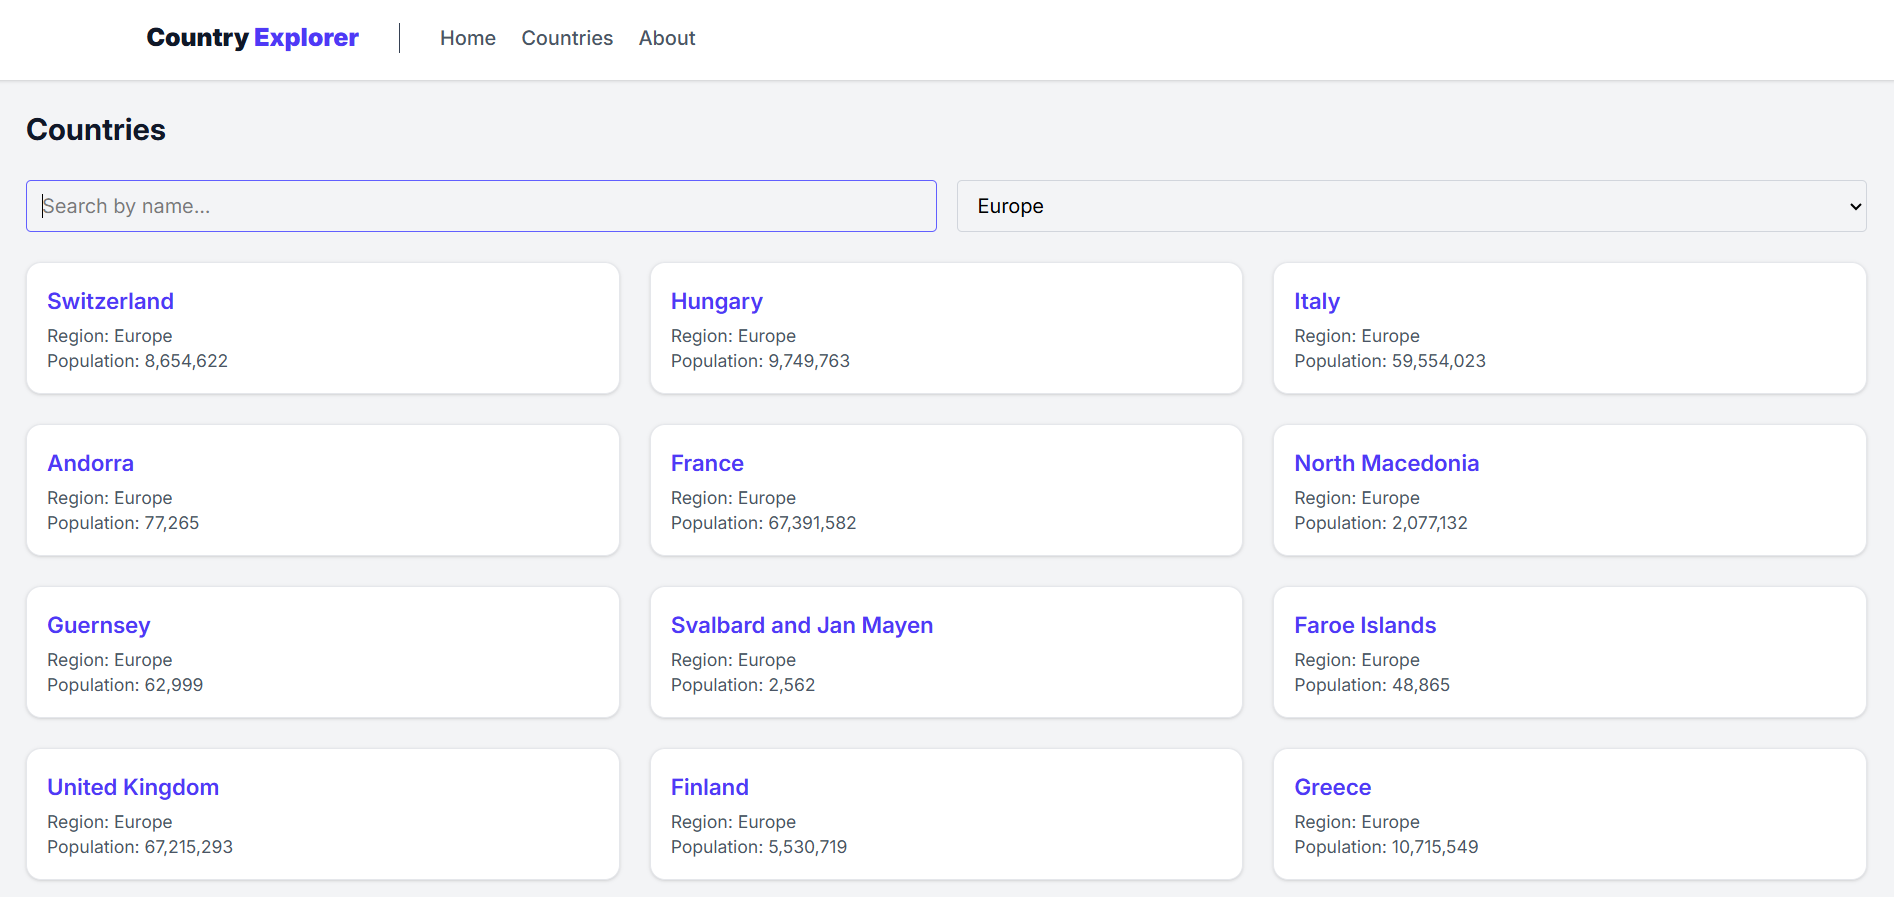 Country Explorer
Home
Countries
About
Countries
Search by name...
Europe
Switzerland
Region: Europe
Population: 8,654,622
Hungary
Region: Europe
Population: 9,749,763
Italy
Region: Europe
Population: 59,554,023
Andorra
Region: Europe
Population: 77,265
France
Region: Europe
Population: 67,391,582
North Macedonia
Region: Europe
Population: 2,077,132
Guernsey
Region: Europe
Population: 62,999
Svalbard and Jan Mayen
Region: Europe
Population: 2,562
Faroe Islands
Region: Europe
Population: 48,865
United Kingdom
Region: Europe
Population: 67,215,293
Finland
Region: Europe
Population: 5,530,719
Greece
Region: Europe
Population: 10,715,549